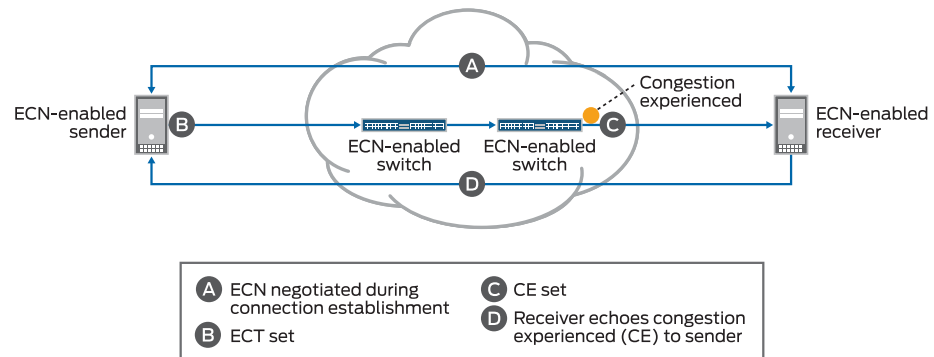 A
Congestion
experienced
ECN-enabled
sender
B
C
ECN-enabled
receiver
ECN-enabled
switch
ECN-enabled
switch
D
A ECN negotiated during
connection establishment
B ECT set
C CE set
D Receiver echoes congestion
experienced (CE) to sender